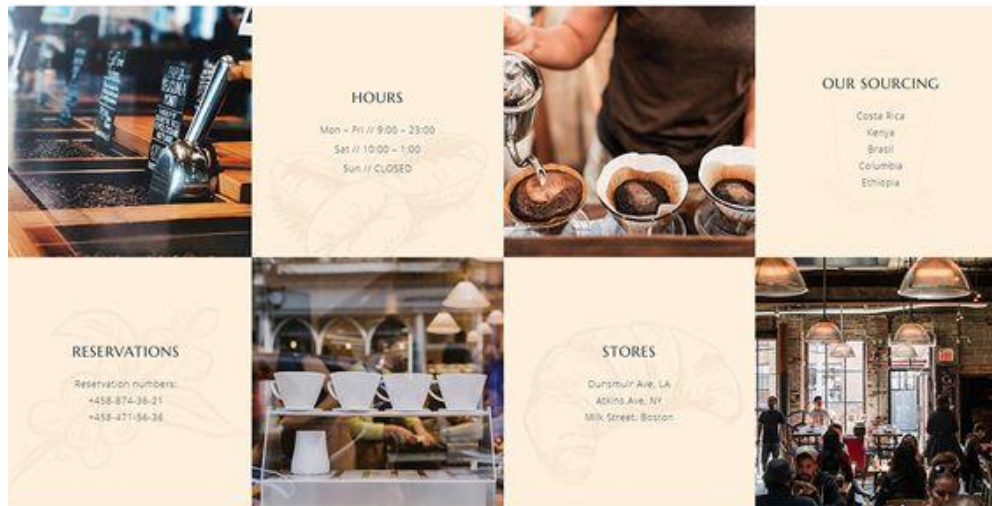 HOURS
Mon – Fri // 9:00 – 23:00
Sat // 10:00 – 1:00
Sun // CLOSED
OUR SOURCING
Costa Rica
Kenya
Brasil
Columbia
Ethiopia
RESERVATIONS
Reservation numbers:
+458-874-36-21
+458-471-56-36
STORES
Dunsmuir Ave, LA
Atkins Ave, NY
Milk Street, Boston